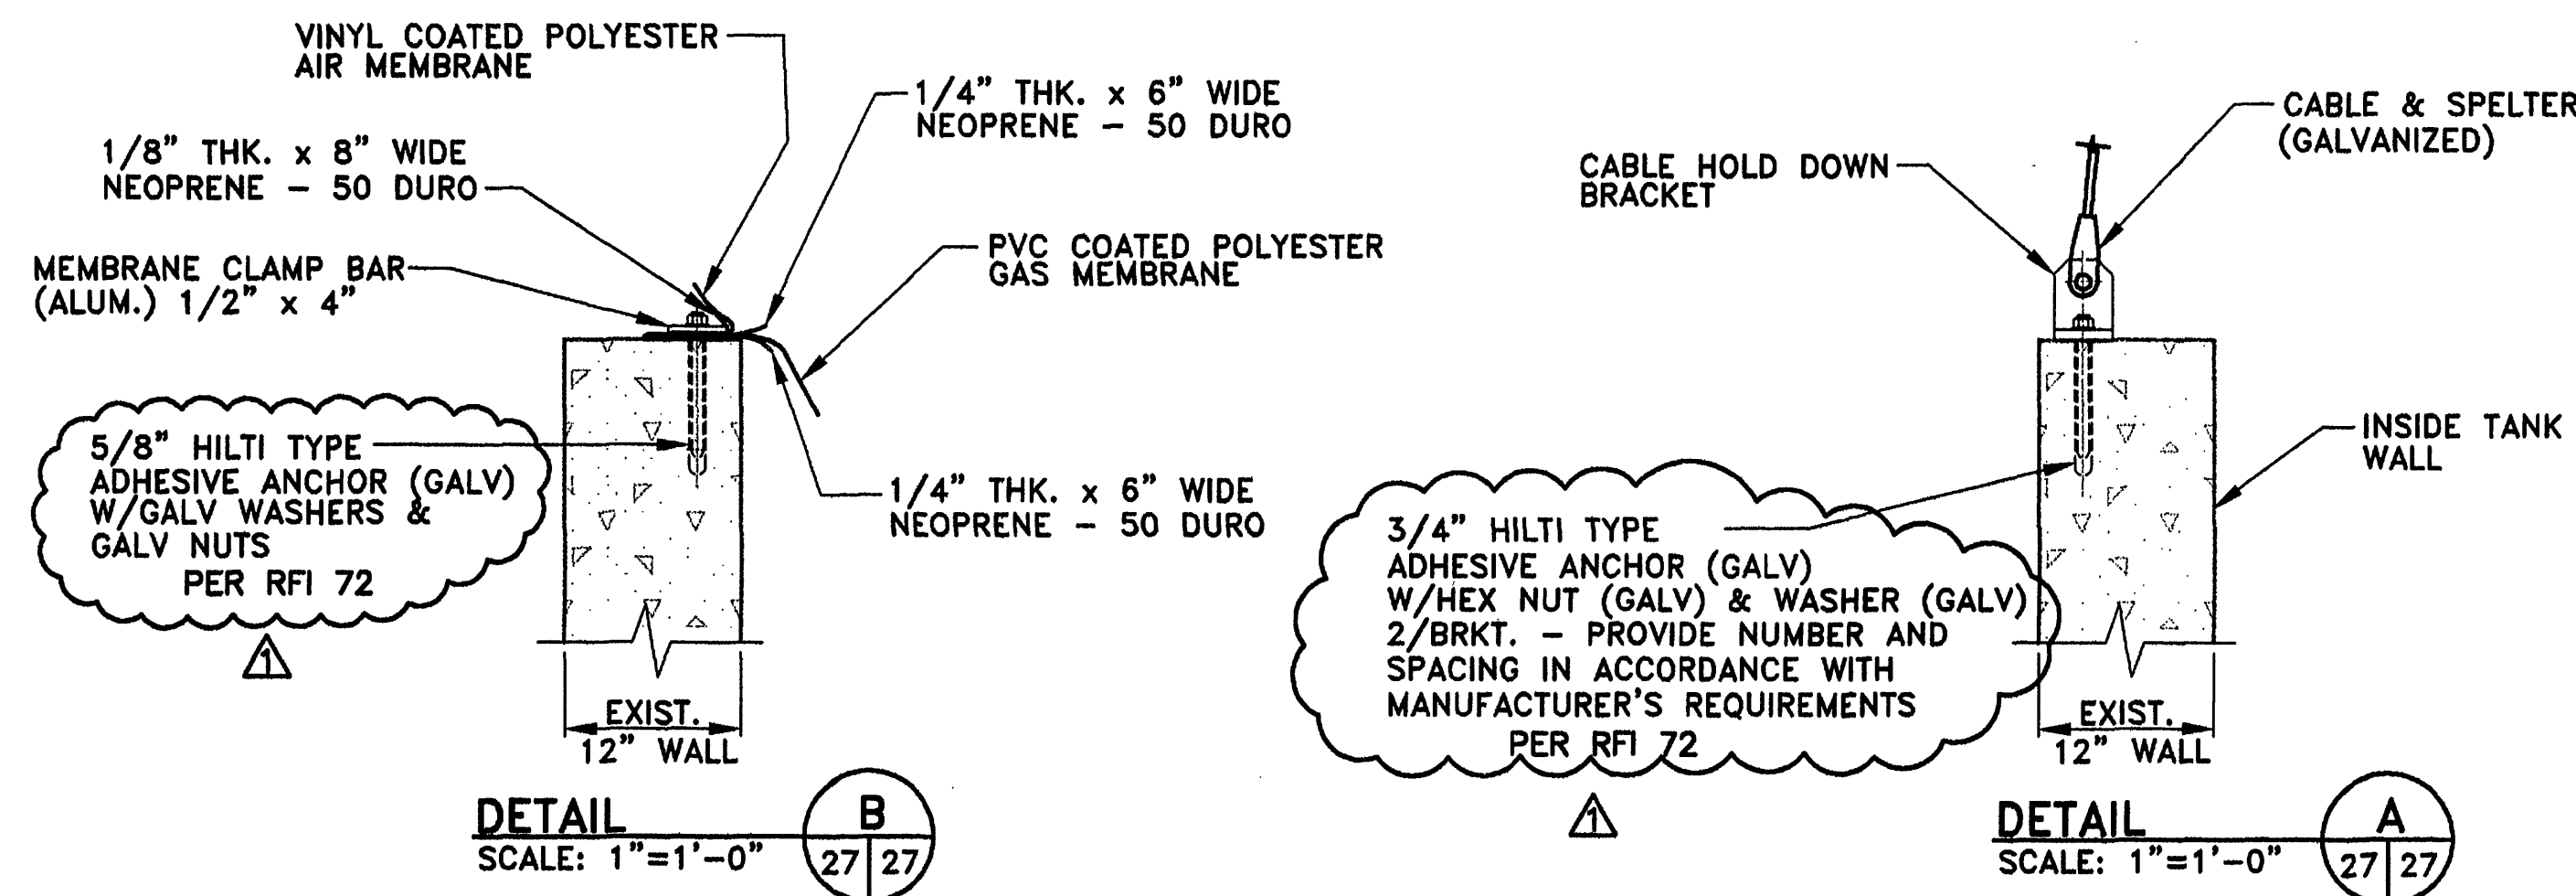 VINYL COATED POLYESTER
AIR MEMBRANE
1/4" THK. x 6" WIDE
NEOPRENE - 50 DURO
1/8" THK. x 8" WIDE
NEOPRENE - 50 DURO
MEMBRANE CLAMP BAR
(ALUM.) 1/2" x 4"
PVC COATED POLYESTER
GAS MEMBRANE
5/8" HILTI TYPE
ADHESIVE ANCHOR (GALV)
W/GALV WASHERS &
GALV NUTS
PER RFI 72
1
1/4" THK. x 6" WIDE
NEOPRENE - 50 DURO
EXIST.
12" WALL
DETAIL
SCALE: 1"=1'-0"
B
27 27
CABLE & SPELTER
(GALVANIZED)
CABLE HOLD DOWN
BRACKET
INSIDE TANK
WALL
3/4" HILTI TYPE
ADHESIVE ANCHOR (GALV)
W/HEX NUT (GALV) & WASHER (GALV)
2/BRKT. - PROVIDE NUMBER AND
SPACING IN ACCORDANCE WITH
MANUFACTURER'S REQUIREMENTS
PER RFI 72
1
EXIST.
12" WALL
DETAIL
SCALE: 1"=1'-0"
A
27 27